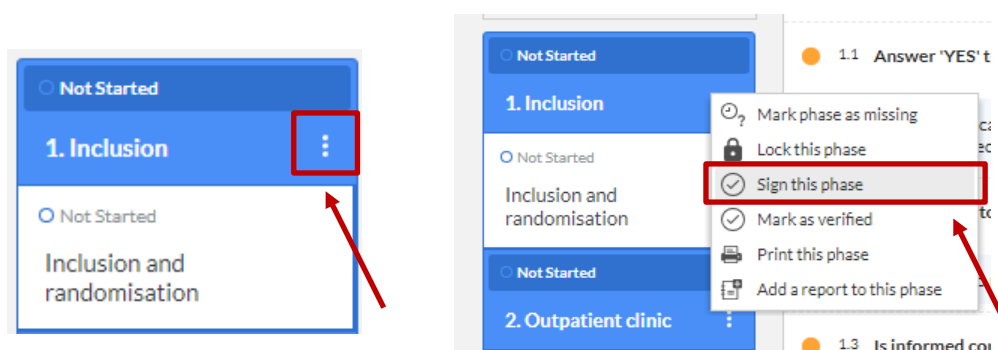 Not Started
1. Inclusion
Not Started
Inclusion and
randomisation
Not Started
1. Inclusion
Not Started
Inclusion and
randomisation
Not Started
2. Outpatient clinic
Mark phase as missing
Lock this phase
Sign this phase
Mark as verified
Print this phase
Add a report to this phase
1.1 Answer 'YES' t
1.3 Is informed con